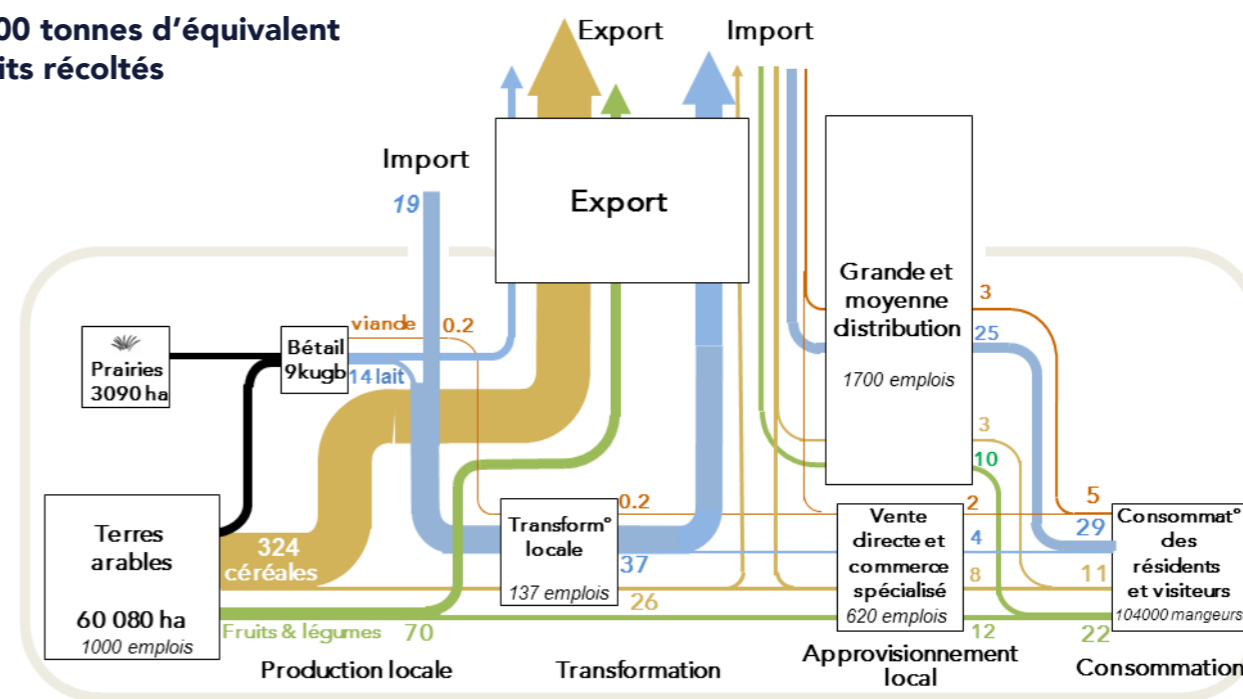 00 tonnes d'équivalent
its récoltés
Export
Import
Import
19
Export
Grande et
moyenne
distribution
1700 emplois
3
25
3
10
Prairies
3090 ha
Bétail
9kugb
viande
0.2
14 lait
Terres
arables
60 080 ha
1000 emplois
324
céréales
Fruits & légumes
70
Transform°
locale
137 emplois
0.2
37
26
Vente
directe et
commerce
spécialisé
620 emplois
2
4
8
12
5
29
11
22
Consommat°
des
résidents
et visiteurs
104000 mangeurs
Production locale
Transformation
Approvisionnement
local
Consommation